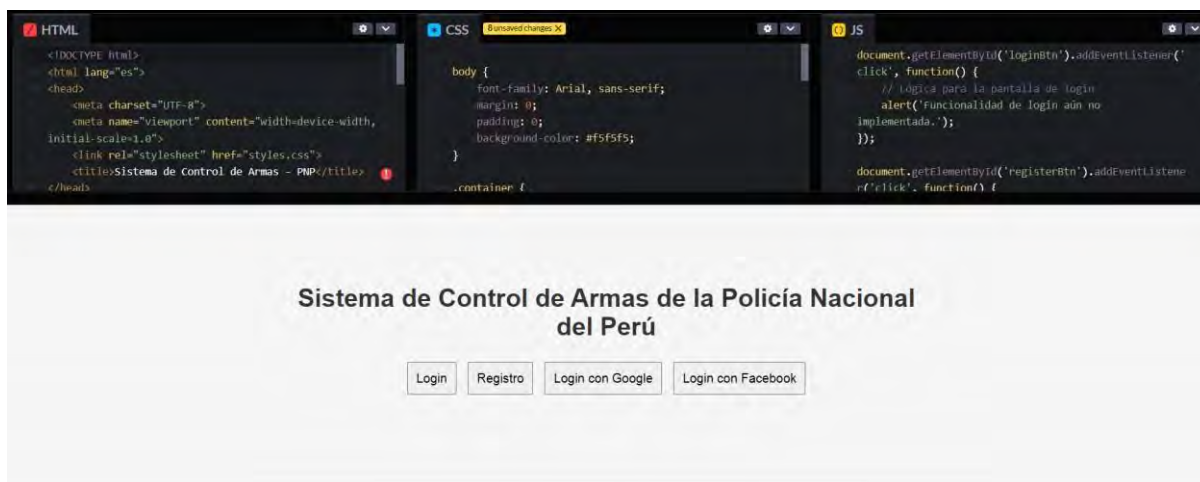 HTML
<!DOCTYPE html>
<html lang="es">
<head>
<meta charset="UTF-8">
<meta name="viewport" content="width=device-width,
initial-scale=1.0">
<link rel="stylesheet" href="styles.css">
<title>Sistema de Control de Armas - PNP</title>
</head>
CSS
8 unsaved changes X
body {
font-family: Arial, sans-serif;
margin: 0;
padding: 0;
background-color: #f5f5f5;
}
.container {
JS
document.getElementById('loginBtn').addEventListener('
click', function() {
// Lógica para la pantalla de login
alert('Funcionalidad de login aún no
implementada.');
});
document.getElementById('registerBtn').addEventListene
r('click', function() {
Sistema de Control de Armas de la Policía Nacional
del Perú
Login
Registro
Login con Google
Login con Facebook